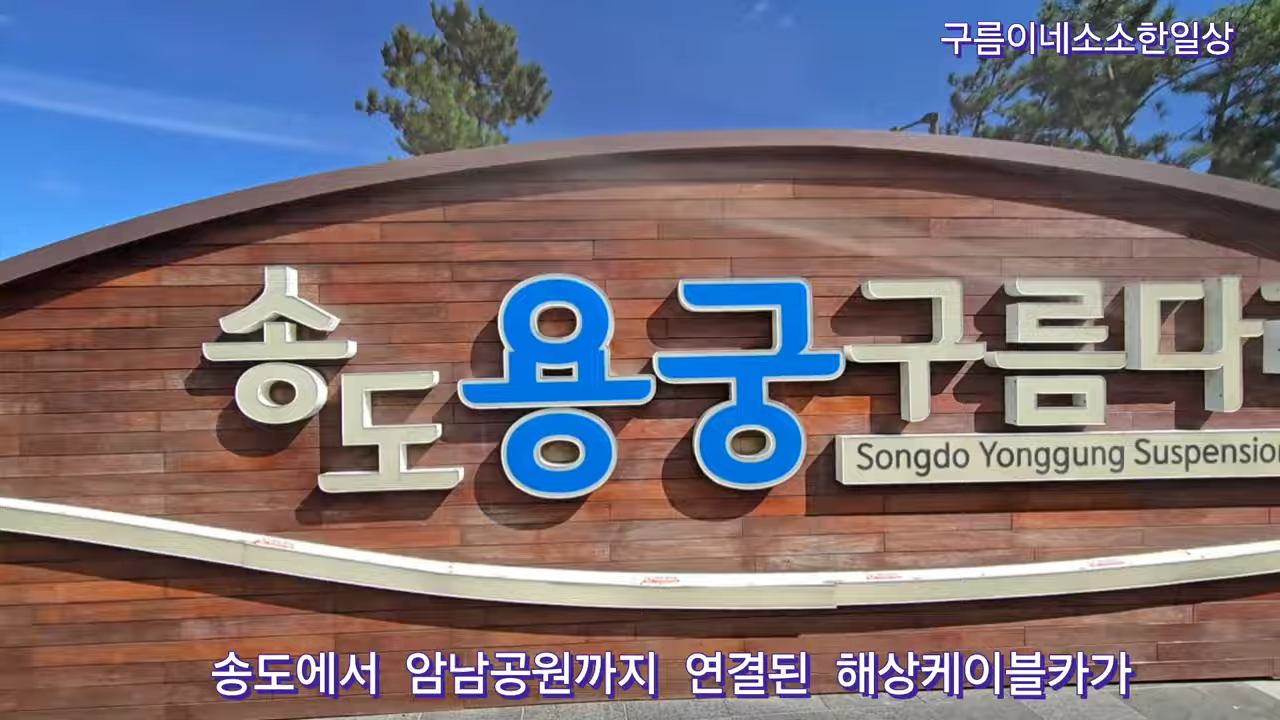 구름이네소소한일상
송도용궁구름다
Songdo Yonggung Suspension
송도에서 암남공원까지 연결된 해상케이블카가